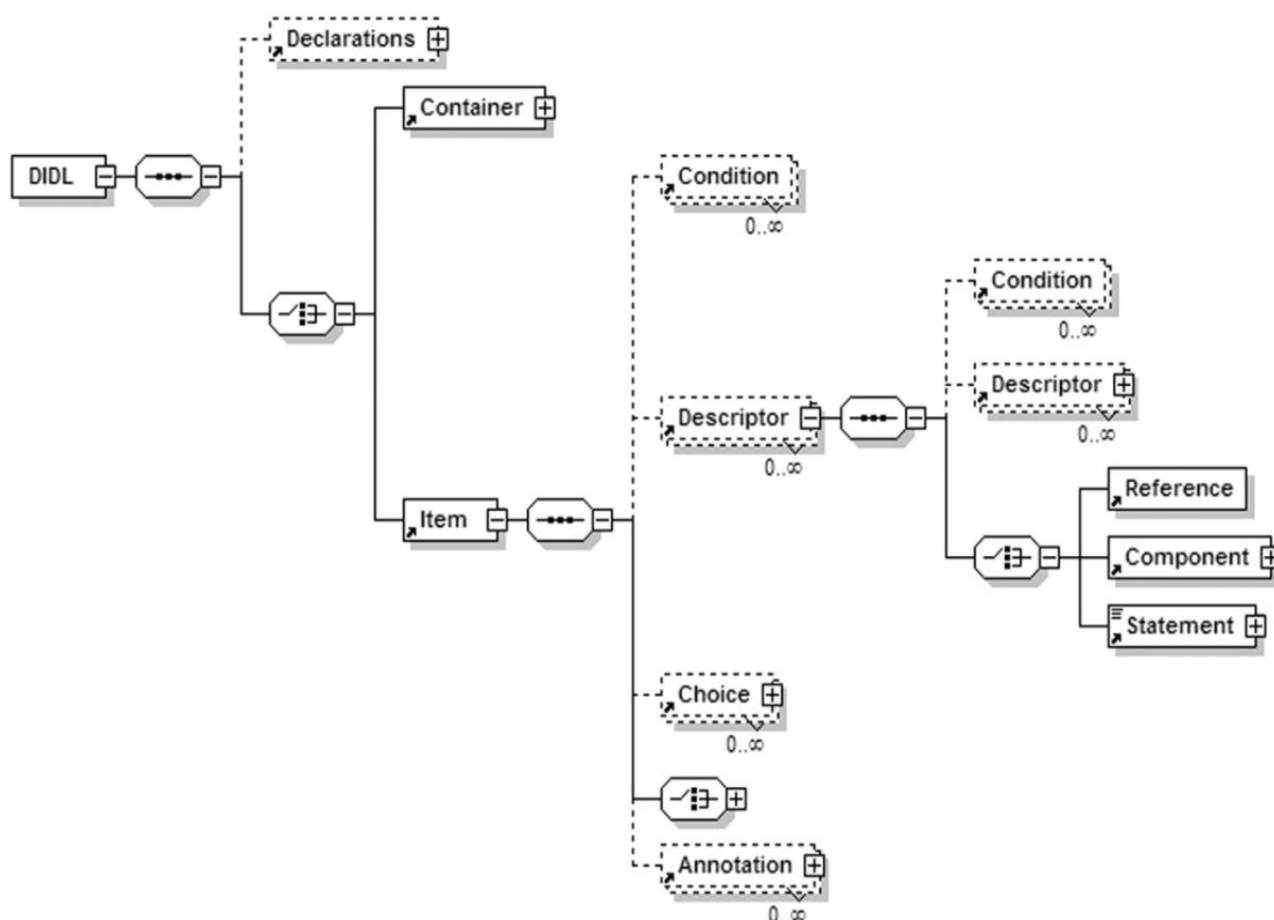 Declarations
Container
DIDL
Condition
0..∞
Condition
0..∞
Descriptor
0..∞
Descriptor
0..∞
Reference
Item
Component
Statement
Choice
0..∞
Annotation
0..∞